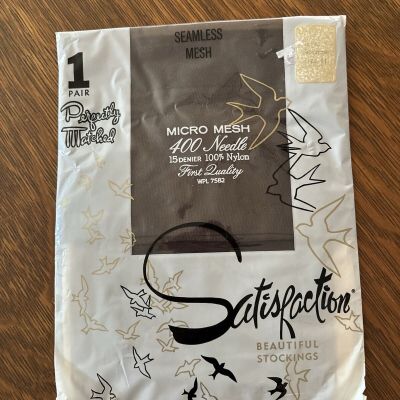 SEAMLESS
MESH
1
PAIR
Perfectly
Matched
MICRO MESH
400 Needle
15 DENIER 100% Nylon
First Quality
WPL 7582
Satisfaction®
BEAUTIFUL
STOCKINGS